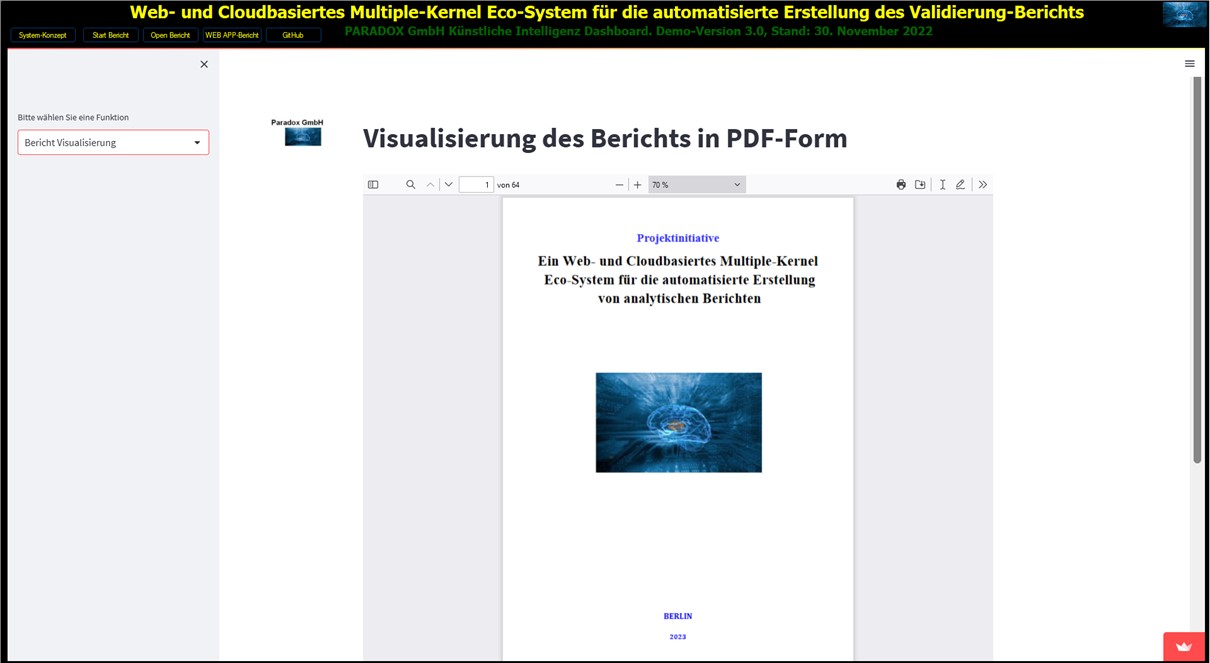 Web- und Cloudbasiertes Multiple-Kernel Eco-System für die automatisierte Erstellung des Validierung-Berichts
PARADOX GmbH Künstliche Intelligenz Dashboard. Demo-Version 3.0, Stand: 30. November 2022
System-Konzept
Start Bericht
Open Bericht
WEB APP-Bericht
GitHub
Bitte wählen Sie eine Funktion
Bericht Visualisierung
Paradox GmbH
Visualisierung des Berichts in PDF-Form
1 von 64
70 %
Projektinitiative
Ein Web- und Cloudbasiertes Multiple-Kernel
Eco-System für die automatisierte Erstellung
von analytischen Berichten
BERLIN
2023